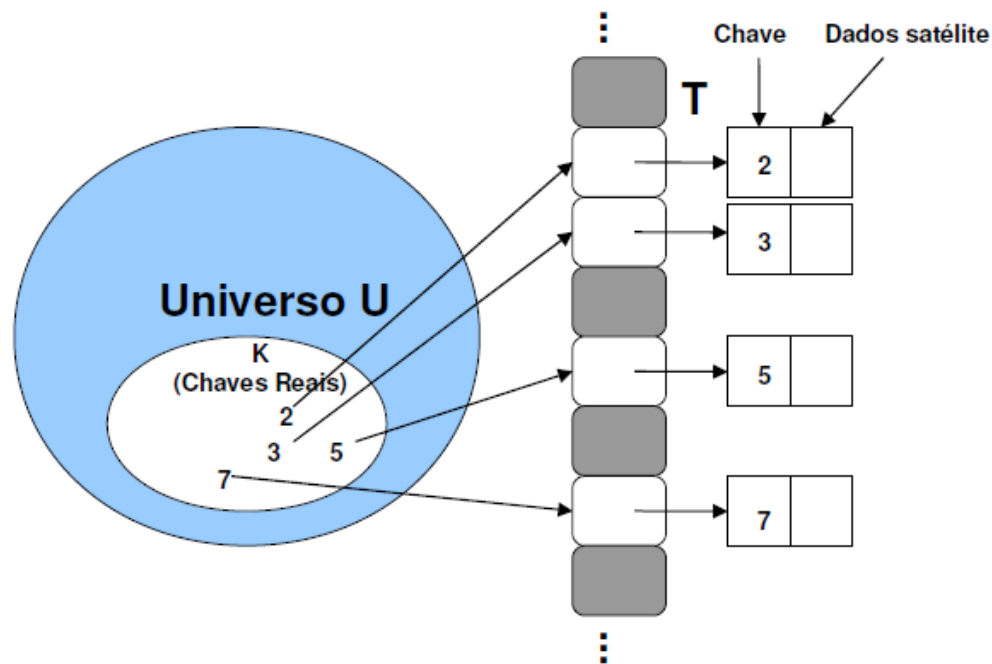 ⋮
Chave
Dados satélite
T
2
3
Universo U
K
(Chaves Reais)
2
3
5
7
5
7
⋮